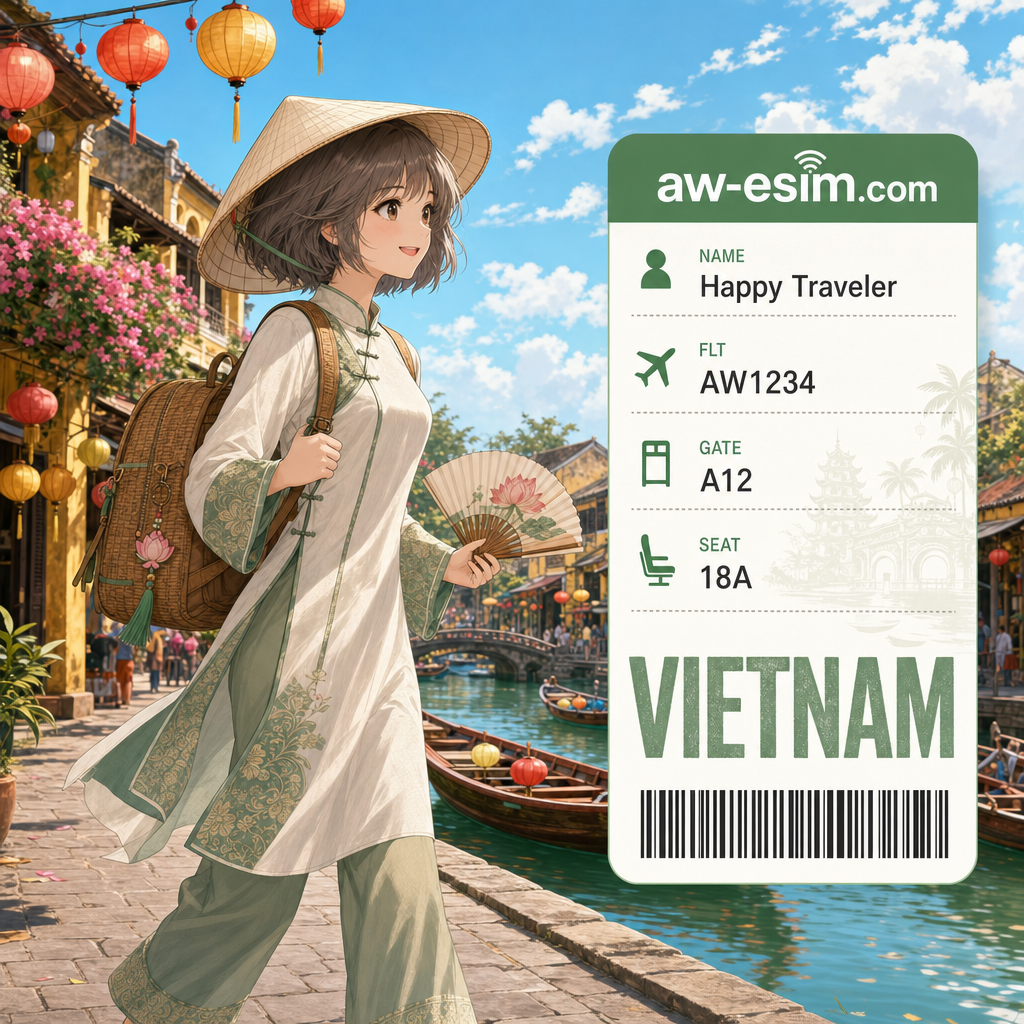 aw-esim.com
NAME
Happy Traveler
FLT
AW1234
GATE
A12
SEAT
18A
VIETNAM